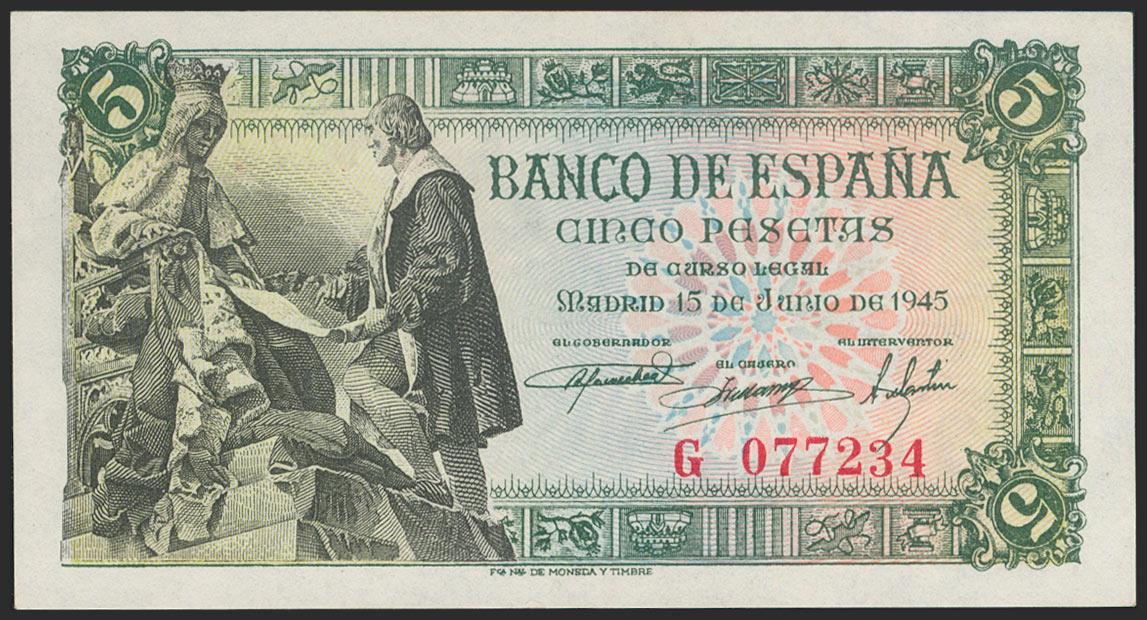 5
5
BANCO DE ESPAÑA
CINCO PESETAS
DE CURSO LEGAL
MADRID 15 DE JUNIO DE 1945
EL GOBERNADOR
EL CAJERO
EL INTERVENTOR
G 077234
5
FCA NAL DE MONEDA Y TIMBRE